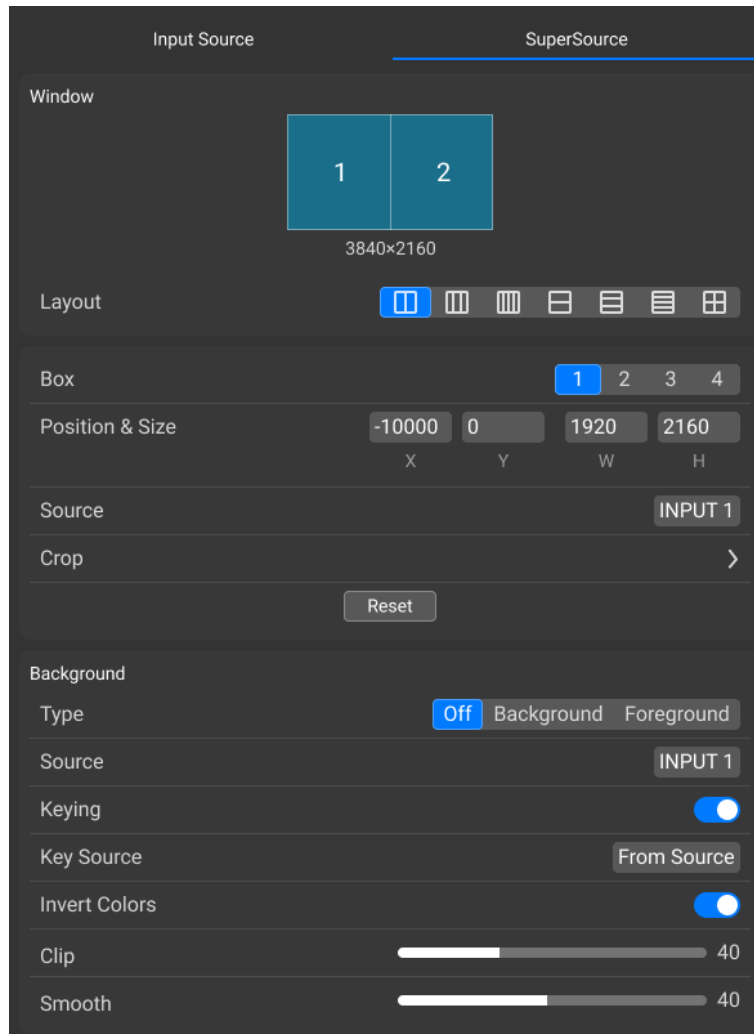 Input Source SuperSource
Window
1 2
3840×2160
Layout
Box 1 2 3 4
Position & Size -10000 0 1920 2160
X Y W H
Source INPUT 1
Crop
Reset
Background
Type Off Background Foreground
Source INPUT 1
Keying
Key Source From Source
Invert Colors
Clip 40
Smooth 40